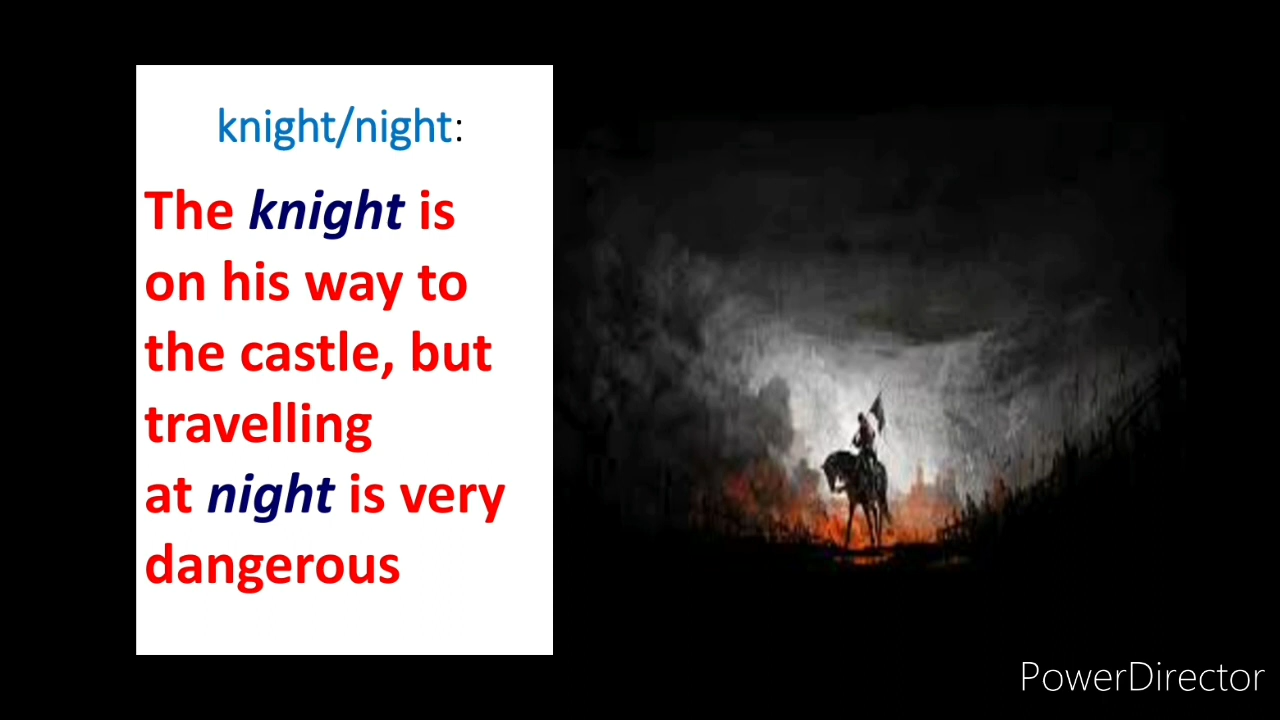 knight/night:
The knight is
on his way to
the castle, but
travelling
at night is very
dangerous
PowerDirector